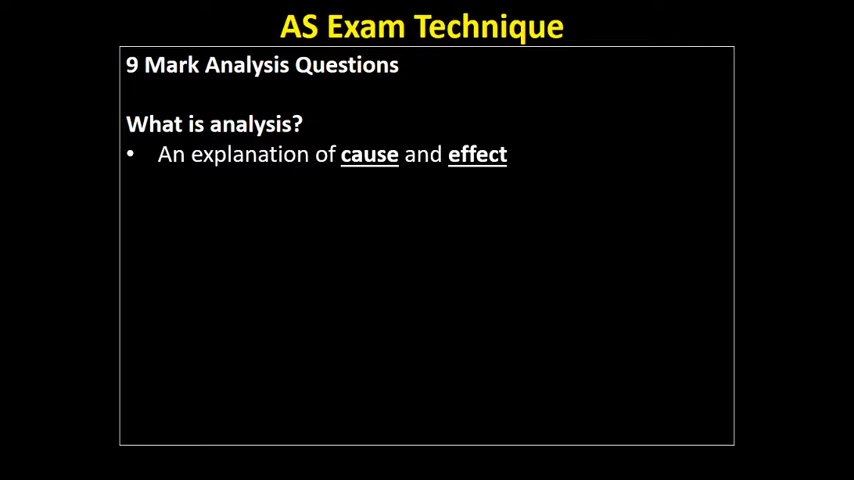 AS Exam Technique
9 Mark Analysis Questions
What is analysis?
• An explanation of cause and effect